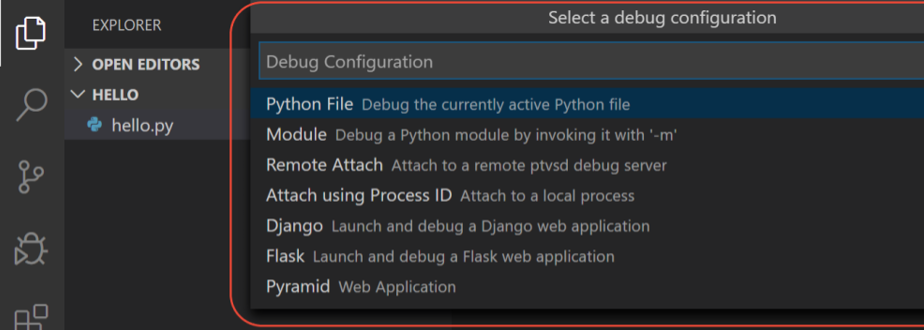 Select a debug configuration
EXPLORER
Debug Configuration
OPEN EDITORS
HELLO
hello.py
Python File Debug the currently active Python file
Module Debug a Python module by invoking it with '-m'
Remote Attach Attach to a remote ptvsd debug server
Attach using Process ID Attach to a local process
Django Launch and debug a Django web application
Flask Launch and debug a Flask web application
Pyramid Web Application